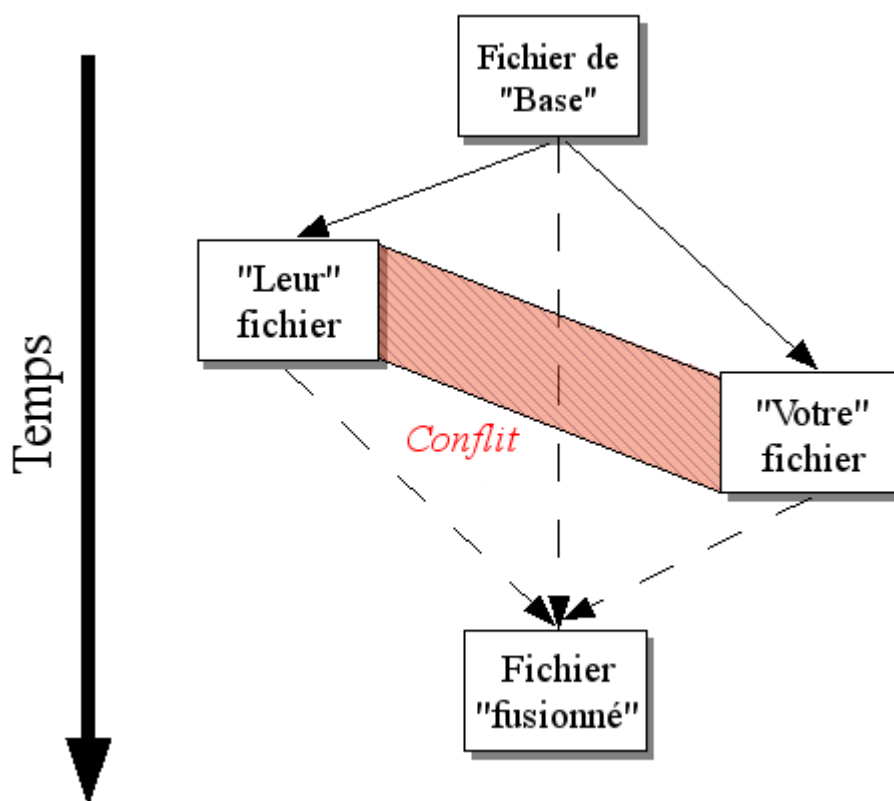 Fichier de
"Base"
"Leur"
fichier
Temps
Conflit
"Votre"
fichier
Fichier
"fusionné"